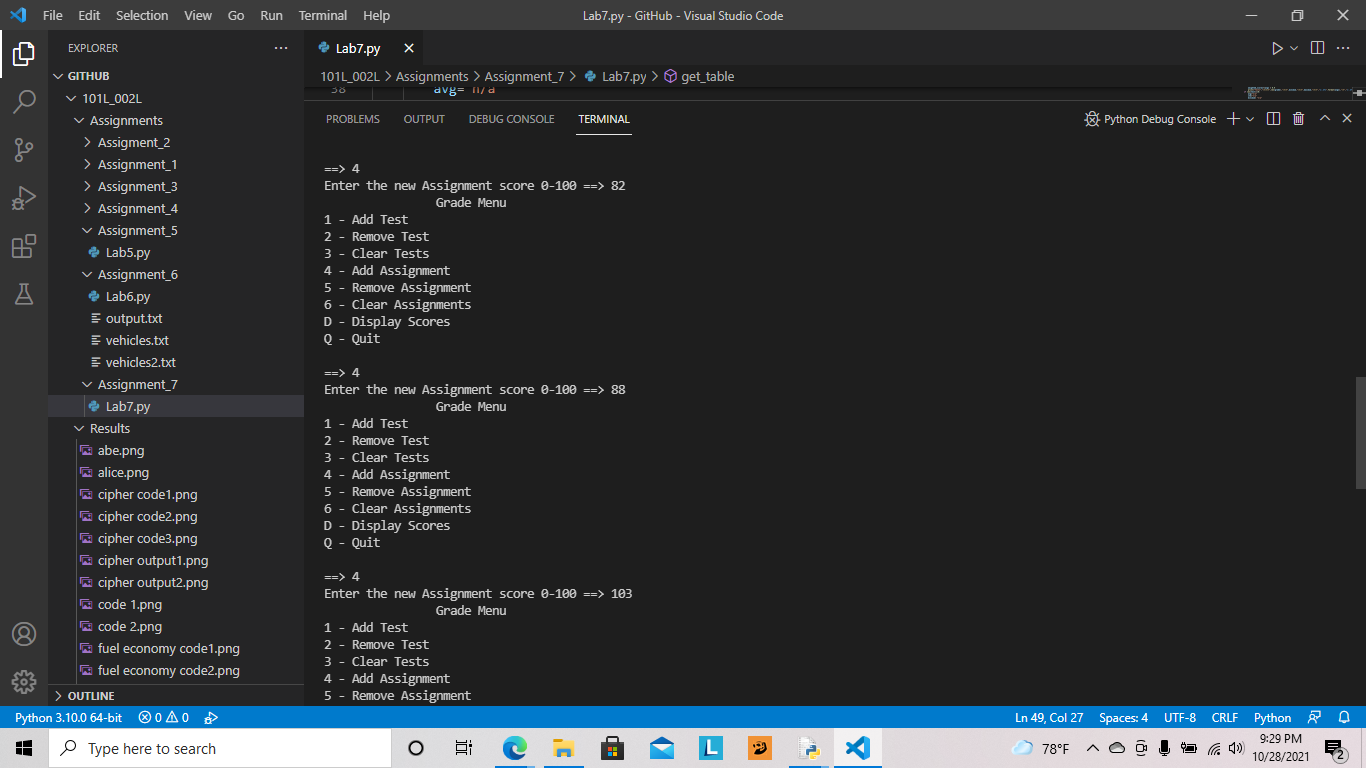 File Edit Selection View Go Run Terminal Help
Lab7.py - GitHub - Visual Studio Code
EXPLORER
GITHUB
101L_002L
Assignments
Assigment_2
Assignment_1
Assignment_3
Assignment_4
Assignment_5
Lab5.py
Assignment_6
Lab6.py
output.txt
vehicles.txt
vehicles2.txt
Assignment_7
Lab7.py
Results
abe.png
alice.png
cipher code1.png
cipher code2.png
cipher code3.png
cipher output1.png
cipher output2.png
code 1.png
code 2.png
fuel economy code1.png
fuel economy code2.png
OUTLINE
Lab7.py
101L_002L > Assignments > Assignment_7 > Lab7.py > get_table
38 avg='n/a'
PROBLEMS OUTPUT DEBUG CONSOLE TERMINAL
Python Debug Console
==> 4
Enter the new Assignment score 0-100 ==> 82
Grade Menu
1 - Add Test
2 - Remove Test
3 - Clear Tests
4 - Add Assignment
5 - Remove Assignment
6 - Clear Assignments
D - Display Scores
Q - Quit
==> 4
Enter the new Assignment score 0-100 ==> 88
Grade Menu
1 - Add Test
2 - Remove Test
3 - Clear Tests
4 - Add Assignment
5 - Remove Assignment
6 - Clear Assignments
D - Display Scores
Q - Quit
==> 4
Enter the new Assignment score 0-100 ==> 103
Grade Menu
1 - Add Test
2 - Remove Test
3 - Clear Tests
4 - Add Assignment
5 - Remove Assignment
Python 3.10.0 64-bit 0 0
Ln 49, Col 27 Spaces: 4 UTF-8 CRLF Python
Type here to search
L
78°F
9:29 PM
10/28/2021
2